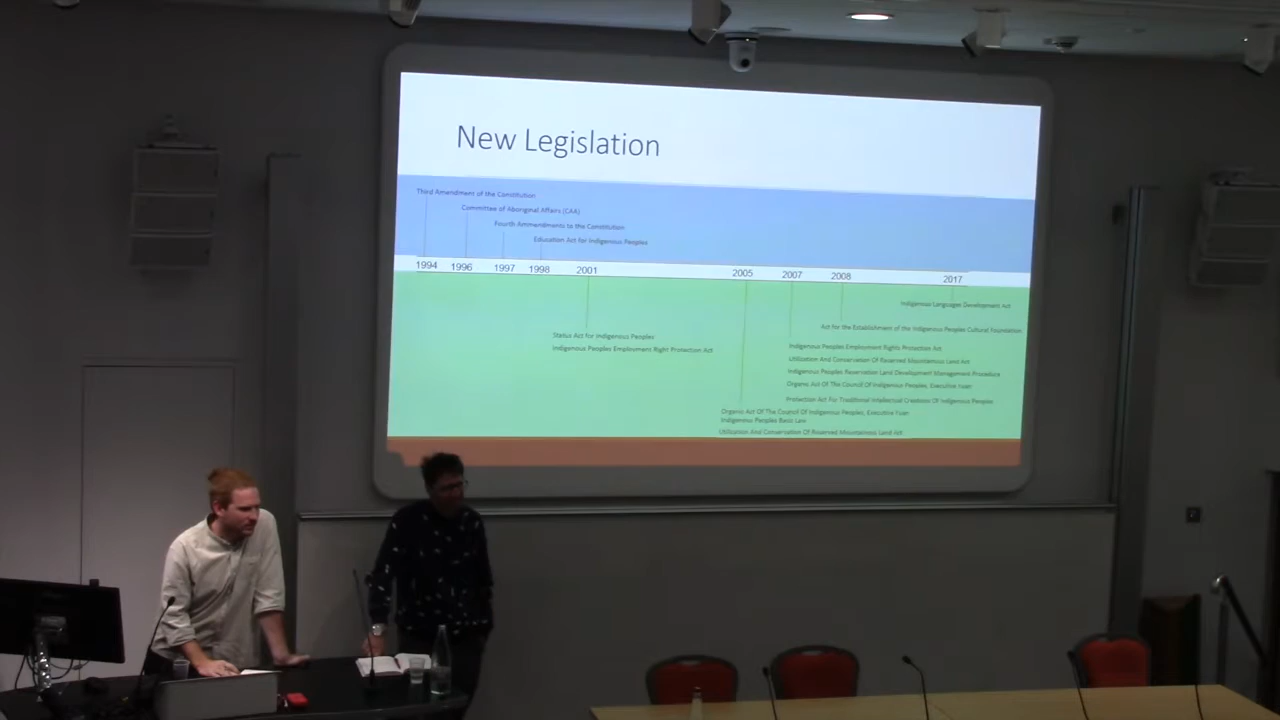 New Legislation
Third Amendment of the Constitution
Committee of Aboriginal Affairs (CAA)
Fourth Ammendments to the Constitution
Education Act for Indigenous Peoples
1994 1996 1997 1998 2001 2005 2007 2008 2017
Indigenous Languages Development Act
Act for the Establishment of the Indigenous Peoples Cultural Foundation
Status Act for Indigenous Peoples
Indigenous Peoples Employment Right Protection Act
Indigenous Peoples Employment Rights Protection Act
Utilization And Conservation Of Reserved Mountainous Land Act
Indigenous Peoples Reservation Land Development Management Procedure
Organic Act Of The Council Of Indigenous Peoples, Executive Yuan
Protection Act For Traditional Intellectual Creations Of Indigenous Peoples
Organic Act Of The Council Of Indigenous Peoples, Executive Yuan
Indigenous Peoples Basic Law
Utilization And Conservation Of Reserved Mountainous Land Act